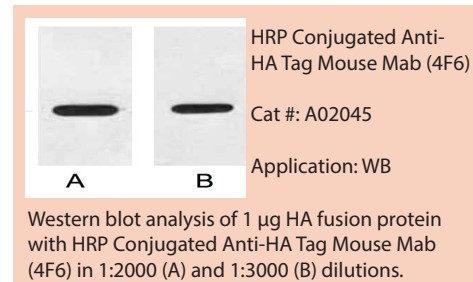 HRP Conjugated Anti-
HA Tag Mouse Mab (4F6)
Cat #: A02045
Application: WB
A B
Western blot analysis of 1 µg HA fusion protein
with HRP Conjugated Anti-HA Tag Mouse Mab
(4F6) in 1:2000 (A) and 1:3000 (B) dilutions.